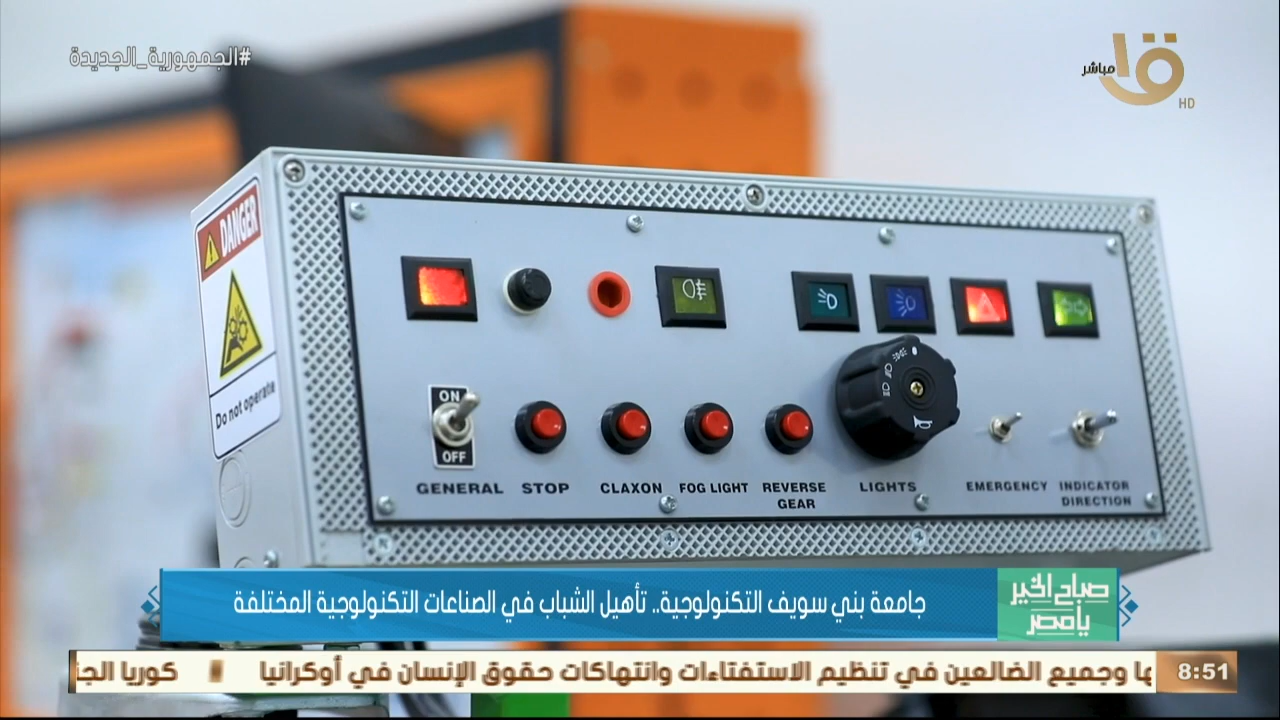 #الجمهورية_الجديدة
مباشر
HD
DANGER
Do not operate
ON
OFF
GENERAL
STOP
CLAXON
FOG LIGHT
REVERSE
GEAR
LIGHTS
EMERGENCY
INDICATOR
DIRECTION
صباح الخير
يا مصر
جامعة بني سويف التكنولوجية.. تأهيل الشباب في الصناعات التكنولوجية المختلفة
8:51
وجميع الضالعين في تنظيم الاستفتاءات وانتهاكات حقوق الإنسان في أوكرانيا
كوريا